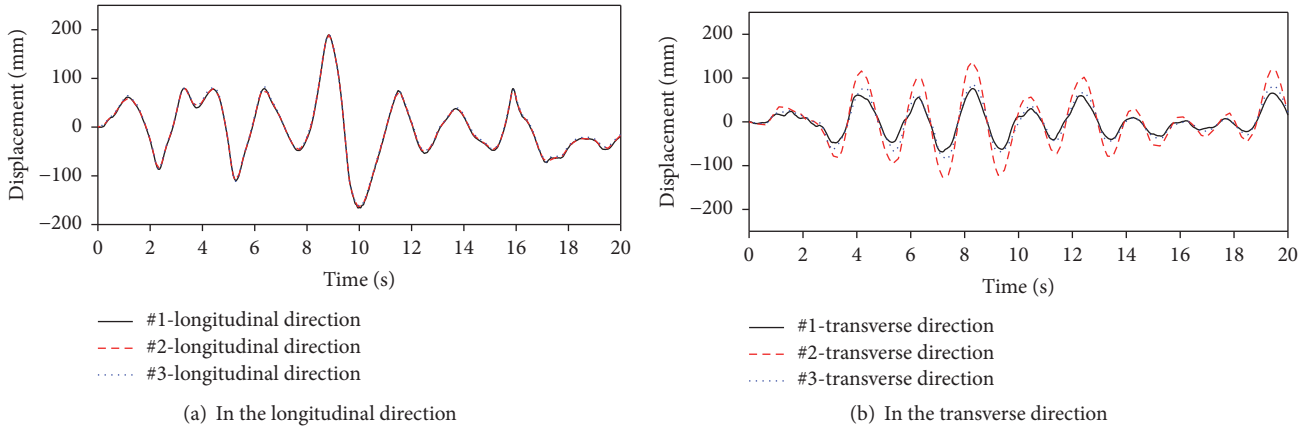 Displacement (mm)
200
100
0
−100
−200
0 2 4 6 8 10 12 14 16 18 20
Time (s)
#1-longitudinal direction
#2-longitudinal direction
#3-longitudinal direction
(a) In the longitudinal direction
Displacement (mm)
200
100
0
−100
−200
0 2 4 6 8 10 12 14 16 18 20
Time (s)
#1-transverse direction
#2-transverse direction
#3-transverse direction
(b) In the transverse direction